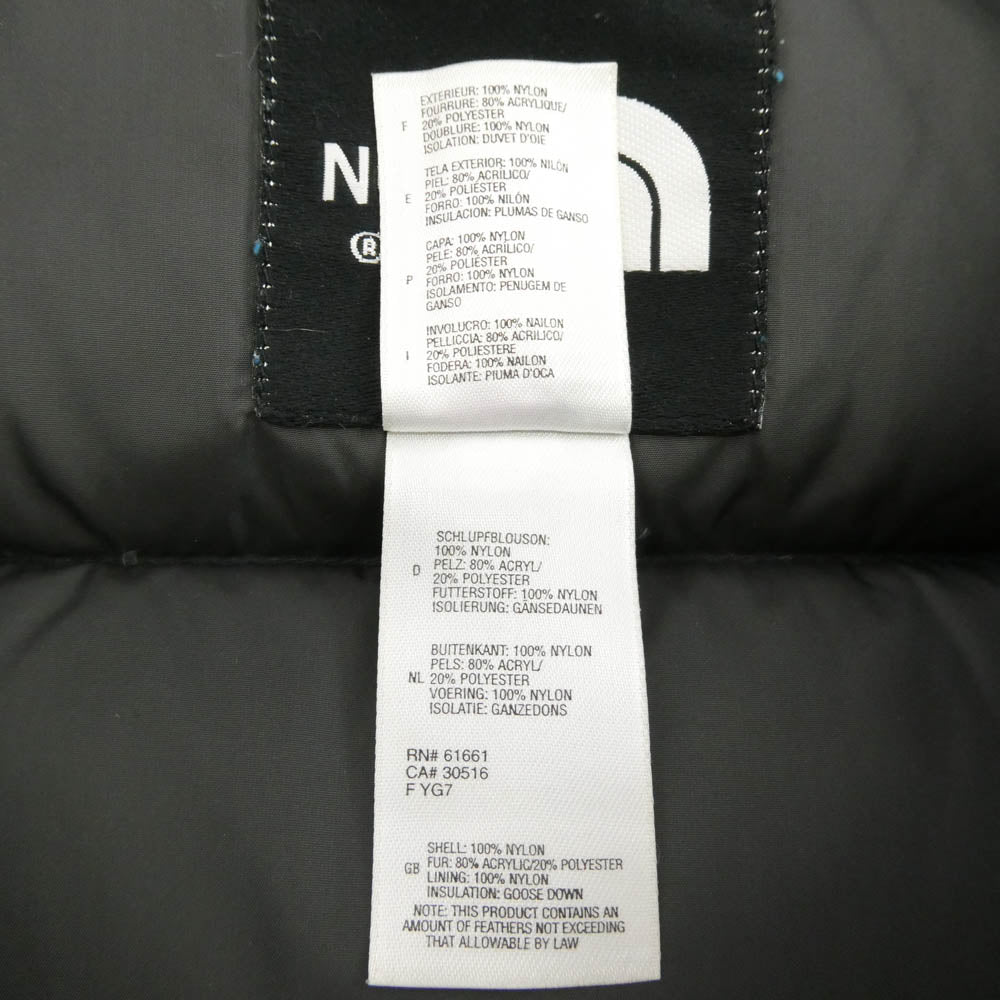 F
EXTERIEUR: 100% NYLON
FOURRURE: 80% ACRYLIQUE/
20% POLYESTER
DOUBLURE: 100% NYLON
ISOLATION: DUVET D'OIE
E
TELA EXTERIOR: 100% NILÓN
PIEL: 80% ACRÍLICO/
20% POLIÉSTER
FORRO: 100% NILÓN
INSULACION: PLUMAS DE GANSO
P
CAPA: 100% NYLON
PELE: 80% ACRÍLICO/
20% POLIÉSTER
FORRO: 100% NYLON
ISOLAMENTO: PENUGEM DE
GANSO
I
INVOLUCRO: 100% NAILON
PELLICCIA: 80% ACRILICO/
20% POLIESTERE
FODERA: 100% NAILON
ISOLANTE: PIUMA D'OCA
N
®
D
SCHLUPFBLOUSON:
100% NYLON
PELZ: 80% ACRYL/
20% POLYESTER
FUTTERSTOFF: 100% NYLON
ISOLIERUNG: GÄNSEDAUNEN
NL
BUITENKANT: 100% NYLON
PELS: 80% ACRYL/
20% POLYESTER
VOERING: 100% NYLON
ISOLATIE: GANZEDONS
RN# 61661
CA# 30516
F YG7
GB
SHELL: 100% NYLON
FUR: 80% ACRYLIC/20% POLYESTER
LINING: 100% NYLON
INSULATION: GOOSE DOWN
NOTE: THIS PRODUCT CONTAINS AN
AMOUNT OF FEATHERS NOT EXCEEDING
THAT ALLOWABLE BY LAW